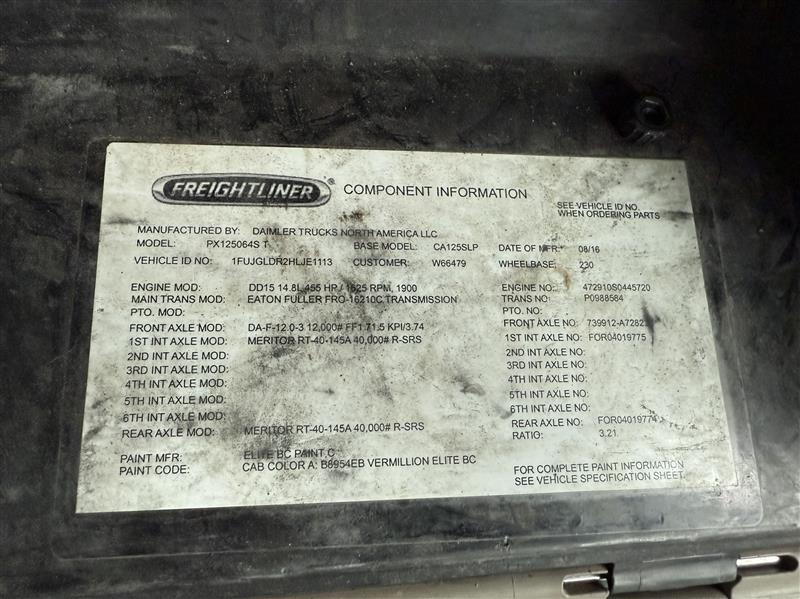 FREIGHTLINER ® COMPONENT INFORMATION
SEE VEHICLE ID NO.
WHEN ORDERING PARTS
MANUFACTURED BY: DAIMLER TRUCKS NORTH AMERICA LLC
MODEL: PX125064S T BASE MODEL: CA125SLP DATE OF MFR: 08/16
VEHICLE ID NO: 1FUJGLDR2HLJE1113 CUSTOMER: W66479 WHEELBASE: 230
ENGINE MOD: DD15 14.8L 455 HP / 1625 RPM, 1900 ENGINE NO: 472910S0445720
MAIN TRANS MOD: EATON FULLER FRO-16210C TRANSMISSION TRANS NO: P0988564
PTO. MOD: PTO. NO:
FRONT AXLE MOD: DA-F-12.0-3 12,000# FF1 71.5 KPI/3.74 FRONT AXLE NO:
1ST INT AXLE MOD: MERITOR RT-40-145A 40,000# R-SRS 1ST INT AXLE NO: FOR04019775
2ND INT AXLE MOD: 2ND INT AXLE NO:
3RD INT AXLE MOD: 3RD INT AXLE NO:
4TH INT AXLE MOD: 4TH INT AXLE NO:
5TH INT AXLE MOD: 5TH INT AXLE NO:
6TH INT AXLE MOD: 6TH INT AXLE NO:
REAR AXLE MOD: MERITOR RT-40-145A 40,000# R-SRS REAR AXLE NO: FOR04019774
RATIO: 3.21
PAINT MFR: ELITE BC PAINT C
PAINT CODE: CAB COLOR A: B8954EB VERMILLION ELITE BC
FOR COMPLETE PAINT INFORMATION
SEE VEHICLE SPECIFICATION SHEET.